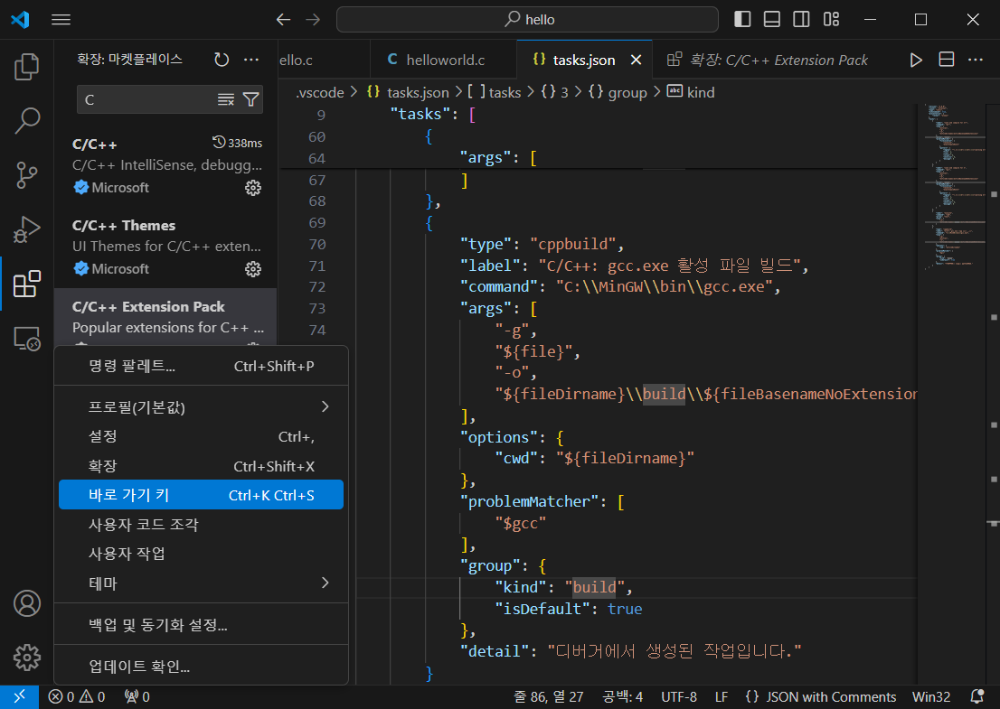 hello
확장: 마켓플레이스
C
C/C++ 338ms
C/C++ IntelliSense, debugg...
Microsoft
C/C++ Themes
UI Themes for C/C++ exten...
Microsoft
C/C++ Extension Pack
Popular extensions for C++ ...
명령 팔레트... Ctrl+Shift+P
프로필(기본값)
설정 Ctrl+,
확장 Ctrl+Shift+X
바로 가기 키 Ctrl+K Ctrl+S
사용자 코드 조각
사용자 작업
테마
백업 및 동기화 설정...
업데이트 확인...
ello.c C helloworld.c {} tasks.json 확장: C/C++ Extension Pack
.vscode > {} tasks.json > [ ] tasks > {} 3 > {} group > abc kind
9 "tasks": [
60 {
64 "args": [
67 ]
68 },
69 {
70 "type": "cppbuild",
71 "label": "C/C++: gcc.exe 활성 파일 빌드",
72 "command": "C:\\MinGW\\bin\\gcc.exe",
73 "args": [
74 "-g",
"${file}",
"-o",
"${fileDirname}\\build\\${fileBasenameNoExtension
],
"options": {
"cwd": "${fileDirname}"
},
"problemMatcher": [
"$gcc"
],
"group": {
"kind": "build",
"isDefault": true
},
"detail": "디버거에서 생성된 작업입니다."
}
0 0 0 줄 86, 열 27 공백: 4 UTF-8 LF {} JSON with Comments Win32